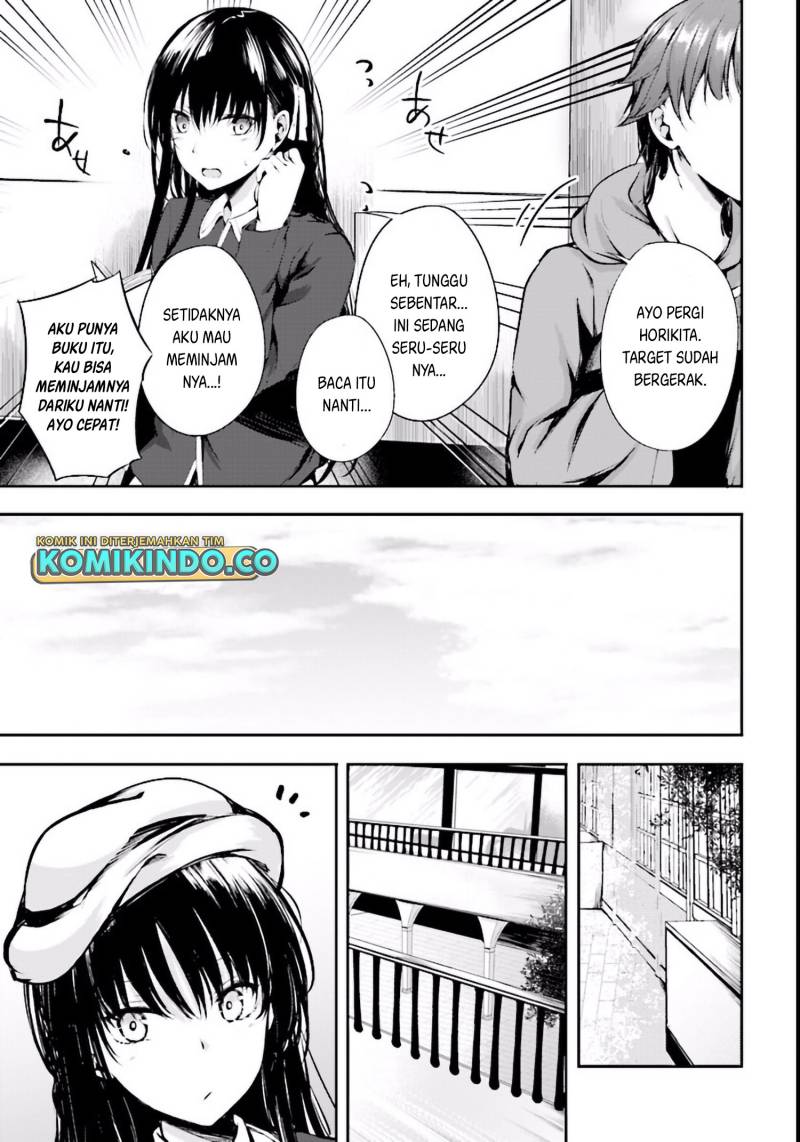 AYO PERGI
HORIKITA.
TARGET SUDAH
BERGERAK.
EH, TUNGGU
SEBENTAR...
INI SEDANG
SERU-SERU
NYA...
BACA ITU
NANTI...
SETIDAKNYA
AKU MAU
MEMINJAM
NYA...!
AKU PUNYA
BUKU ITU,
KAU BISA
MEMINJAMNYA
DARIKU NANTI!
AYO CEPAT!
あせ
あせ
KOMIK INI DITERJEMAHKAN TIM
KOMIKINDO.CO